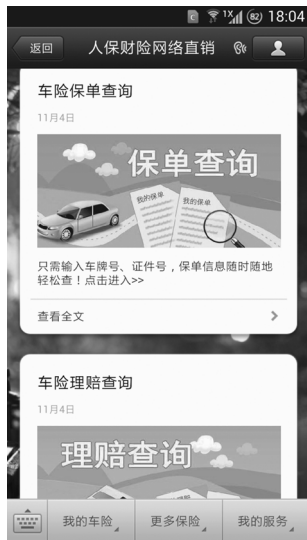 1X 82 18:04
返回 人保财险网络直销
车险保单查询
11月4日
保单查询
我的保单 我的保单
只需输入车牌号、证件号，保单信息随时随地
轻松查！点击进入>>
查看全文
车险理赔查询
11月4日
理赔查询
我的车险 更多保险 我的服务